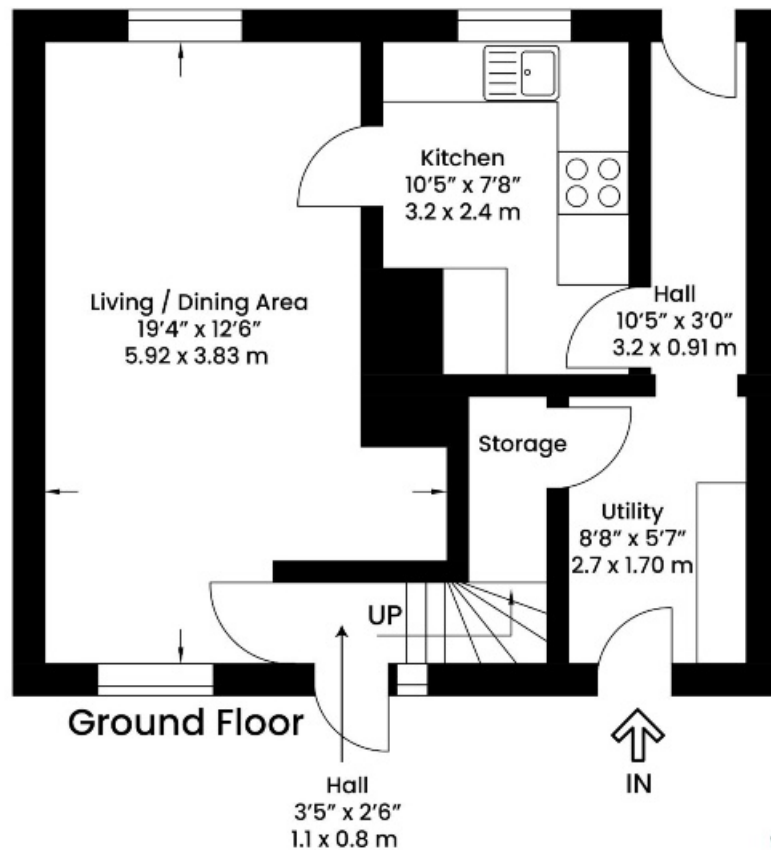 Kitchen
10’5” x 7’8”
3.2 x 2.4 m
Living / Dining Area
19’4” x 12’6”
5.92 x 3.83 m
Hall
10’5” x 3’0”
3.2 x 0.91 m
Storage
Utility
8’8” x 5’7”
2.7 x 1.70 m
UP
Ground Floor
Hall
3’5” x 2’6”
1.1 x 0.8 m
IN